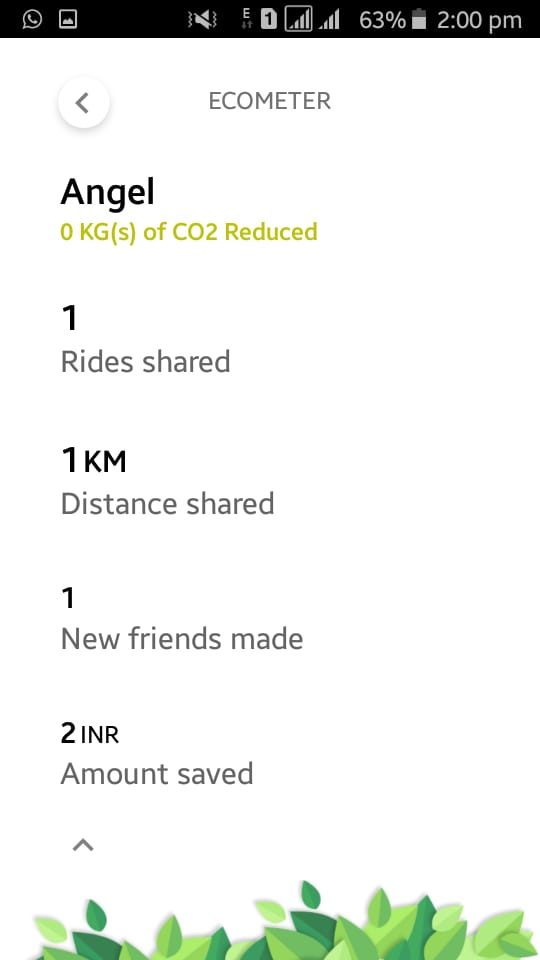 E 1 63% 2:00 pm
ECOMETER
Angel
0 KG(s) of CO2 Reduced
1
Rides shared
1 KM
Distance shared
1
New friends made
2 INR
Amount saved